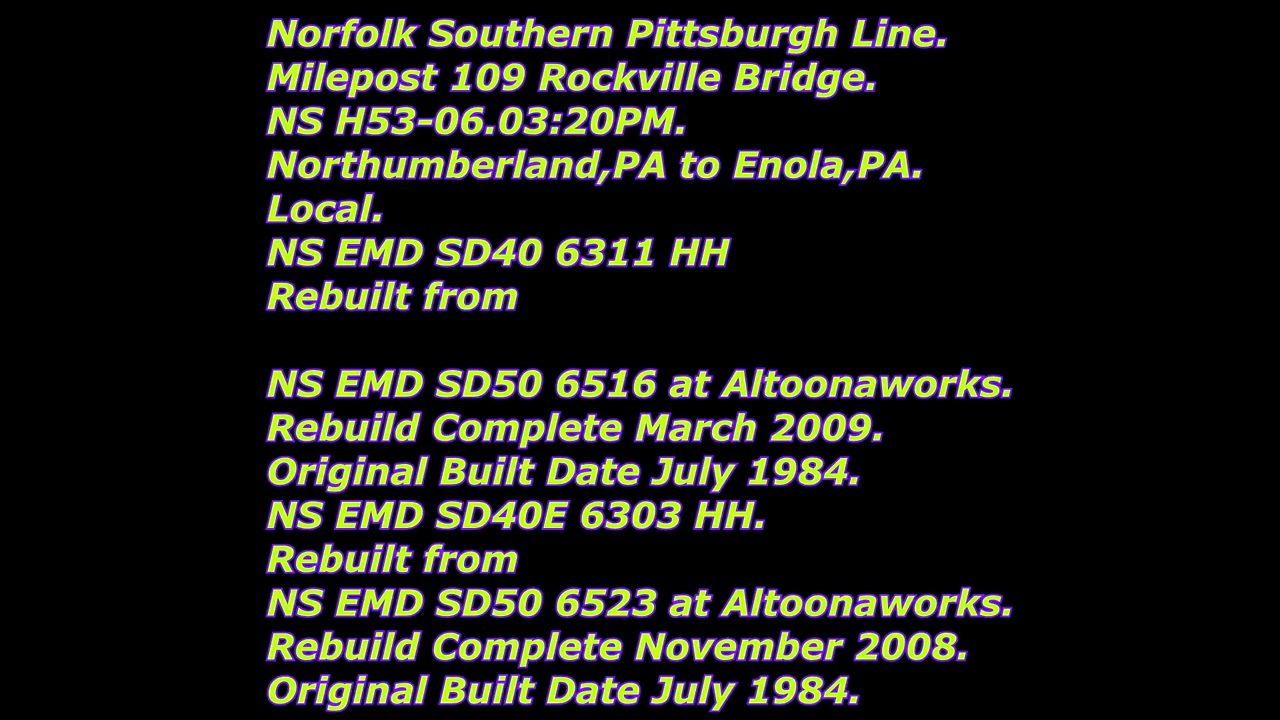 Norfolk Southern Pittsburgh Line.
Milepost 109 Rockville Bridge.
NS H53-06.03:20PM.
Northumberland,PA to Enola,PA.
Local.
NS EMD SD40 6311 HH
Rebuilt from
NS EMD SD50 6516 at Altoonaworks.
Rebuild Complete March 2009.
Original Built Date July 1984.
NS EMD SD40E 6303 HH.
Rebuilt from
NS EMD SD50 6523 at Altoonaworks.
Rebuild Complete November 2008.
Original Built Date July 1984.